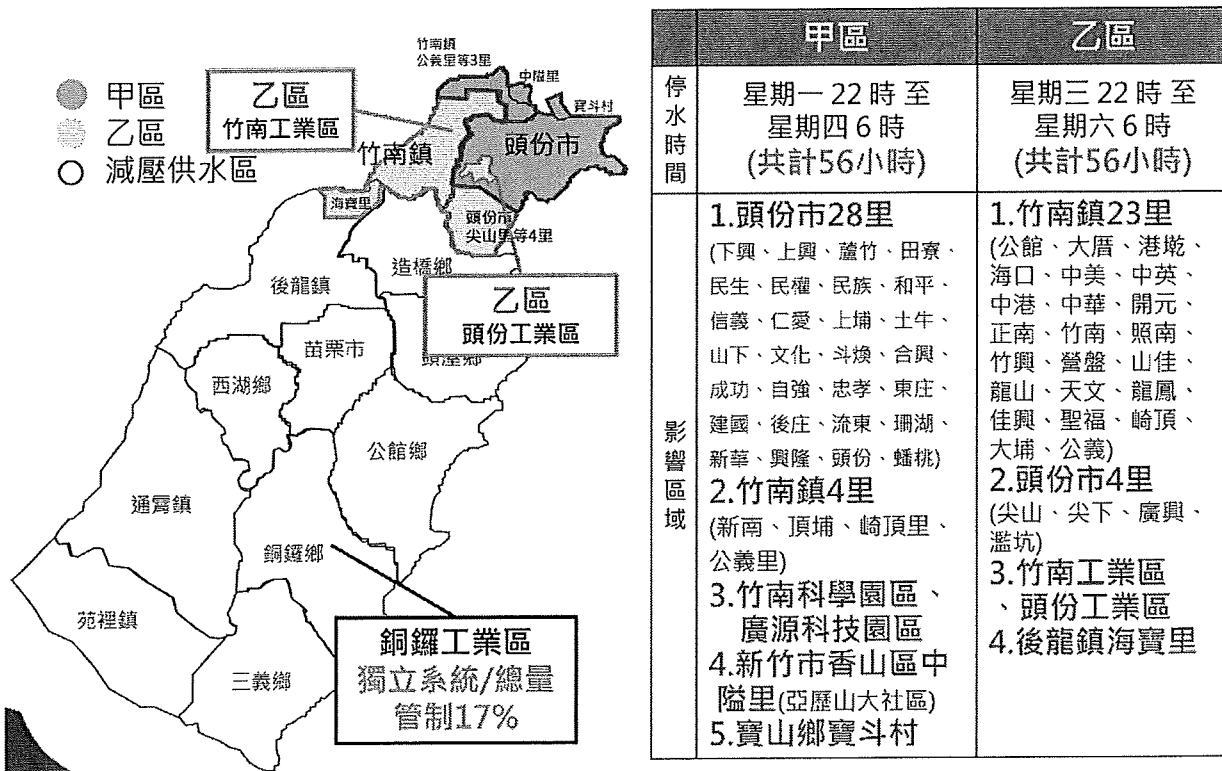 甲區
乙區
減壓供水區
竹南鎮
公義里等3里
中隘里
寶斗村
乙區
竹南工業區
竹南鎮
頭份市
海寶里
頭份市
尖山里等4里
造橋鄉
後龍鎮
乙區
頭份工業區
苗栗市
頭屋鄉
西湖鄉
公館鄉
通霄鎮
銅鑼鄉
苑裡鎮
銅鑼工業區
獨立系統/總量
管制17%
三義鄉
甲區
乙區
停水時間
星期一 22 時 至
星期四 6 時
(共計56小時)
星期三 22 時 至
星期六 6 時
(共計56小時)
影響區域
1.頭份市28里
(下興、上興、蘆竹、田寮、
民生、民權、民族、和平、
信義、仁愛、上埔、土牛、
山下、文化、斗煥、合興、
成功、自強、忠孝、東庄、
建國、後庄、流東、珊湖、
新華、興隆、頭份、蟠桃)
2.竹南鎮4里
(新南、頂埔、崎頂里、
公義里)
3.竹南科學園區、
廣源科技園區
4.新竹市香山區中
隘里(亞歷山大社區)
5.寶山鄉寶斗村
1.竹南鎮23里
(公館、大厝、港墘、
海口、中美、中英、
中港、中華、開元、
正南、竹南、照南、
竹興、營盤、山佳、
龍山、天文、龍鳳、
佳興、聖福、崎頂、
大埔、公義)
2.頭份市4里
(尖山、尖下、廣興、
濫坑)
3.竹南工業區
、頭份工業區
4.後龍鎮海寶里